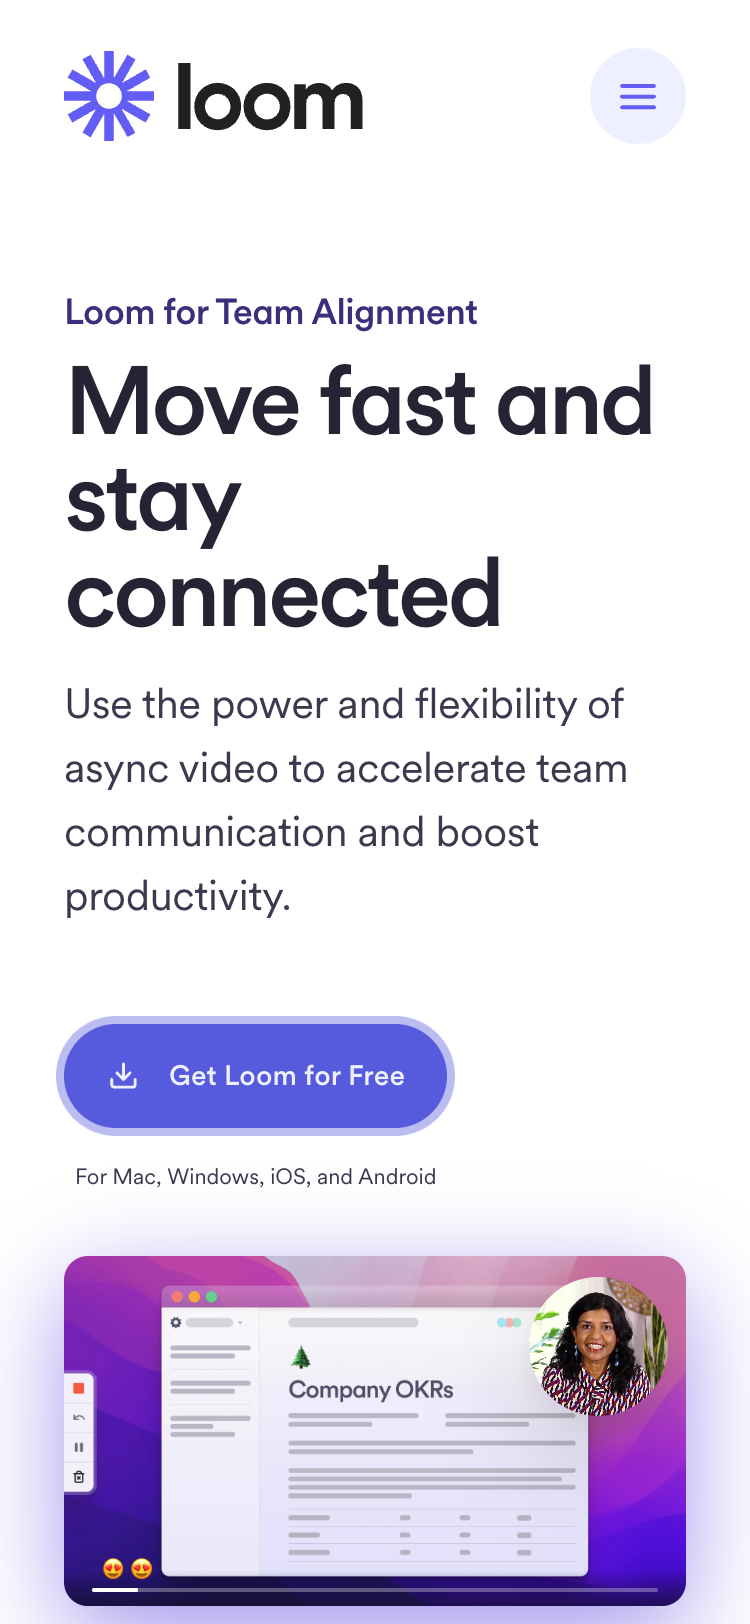 loom
Loom for Team Alignment
Move fast and
stay
connected
Use the power and flexibility of
async video to accelerate team
communication and boost
productivity.
Get Loom for Free
For Mac, Windows, iOS, and Android
Company OKRs